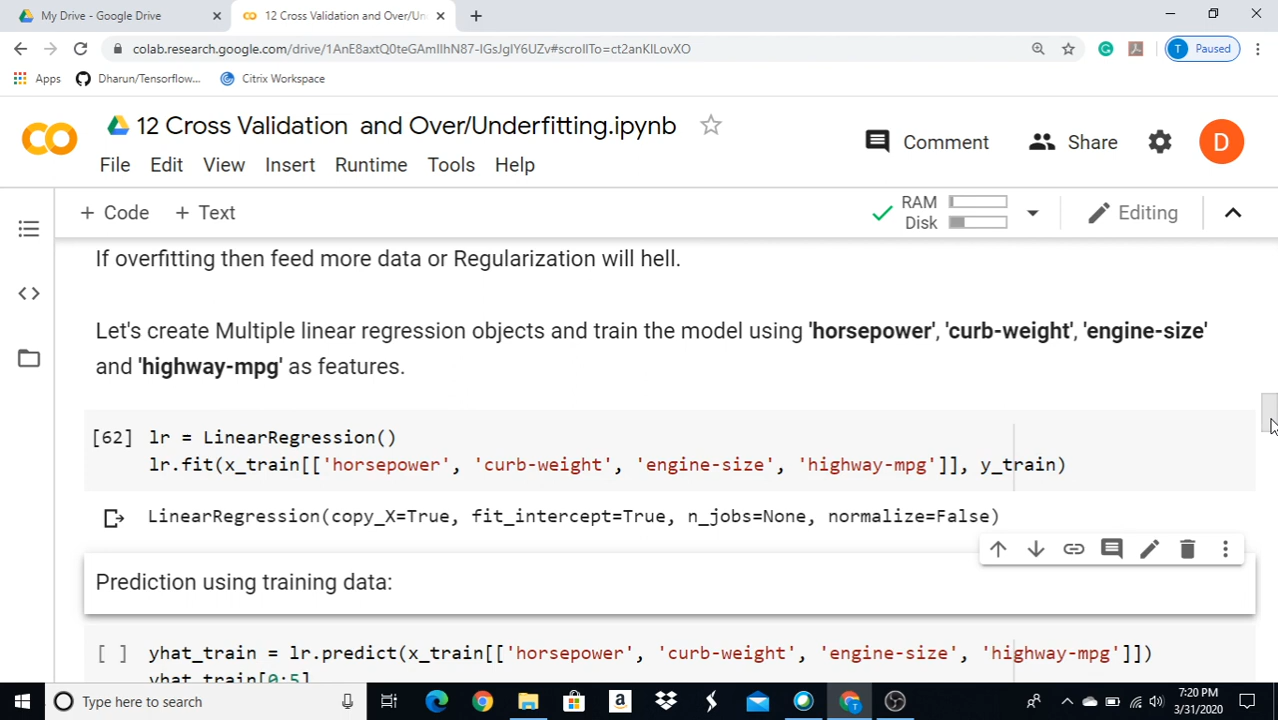 My Drive - Google Drive
12 Cross Validation and Over/Un
colab.research.google.com/drive/1AnE8axtQ0teGAmIlhN87-IGsJgIY6UZv#scrollTo=ct2anKlLovXO
T Paused
Apps Dharun/Tensorflow... Citrix Workspace
12 Cross Validation and Over/Underfitting.ipynb
Comment Share D
File Edit View Insert Runtime Tools Help
+ Code + Text
RAM
Disk
Editing
If overfitting then feed more data or Regularization will hell.
Let's create Multiple linear regression objects and train the model using 'horsepower', 'curb-weight', 'engine-size'
and 'highway-mpg' as features.
[62] lr = LinearRegression()
lr.fit(x_train[['horsepower', 'curb-weight', 'engine-size', 'highway-mpg']], y_train)
LinearRegression(copy_X=True, fit_intercept=True, n_jobs=None, normalize=False)
Prediction using training data:
[ ] yhat_train = lr.predict(x_train[['horsepower', 'curb-weight', 'engine-size', 'highway-mpg']])
yhat_train[0:5]
Type here to search
7:20 PM
3/31/2020